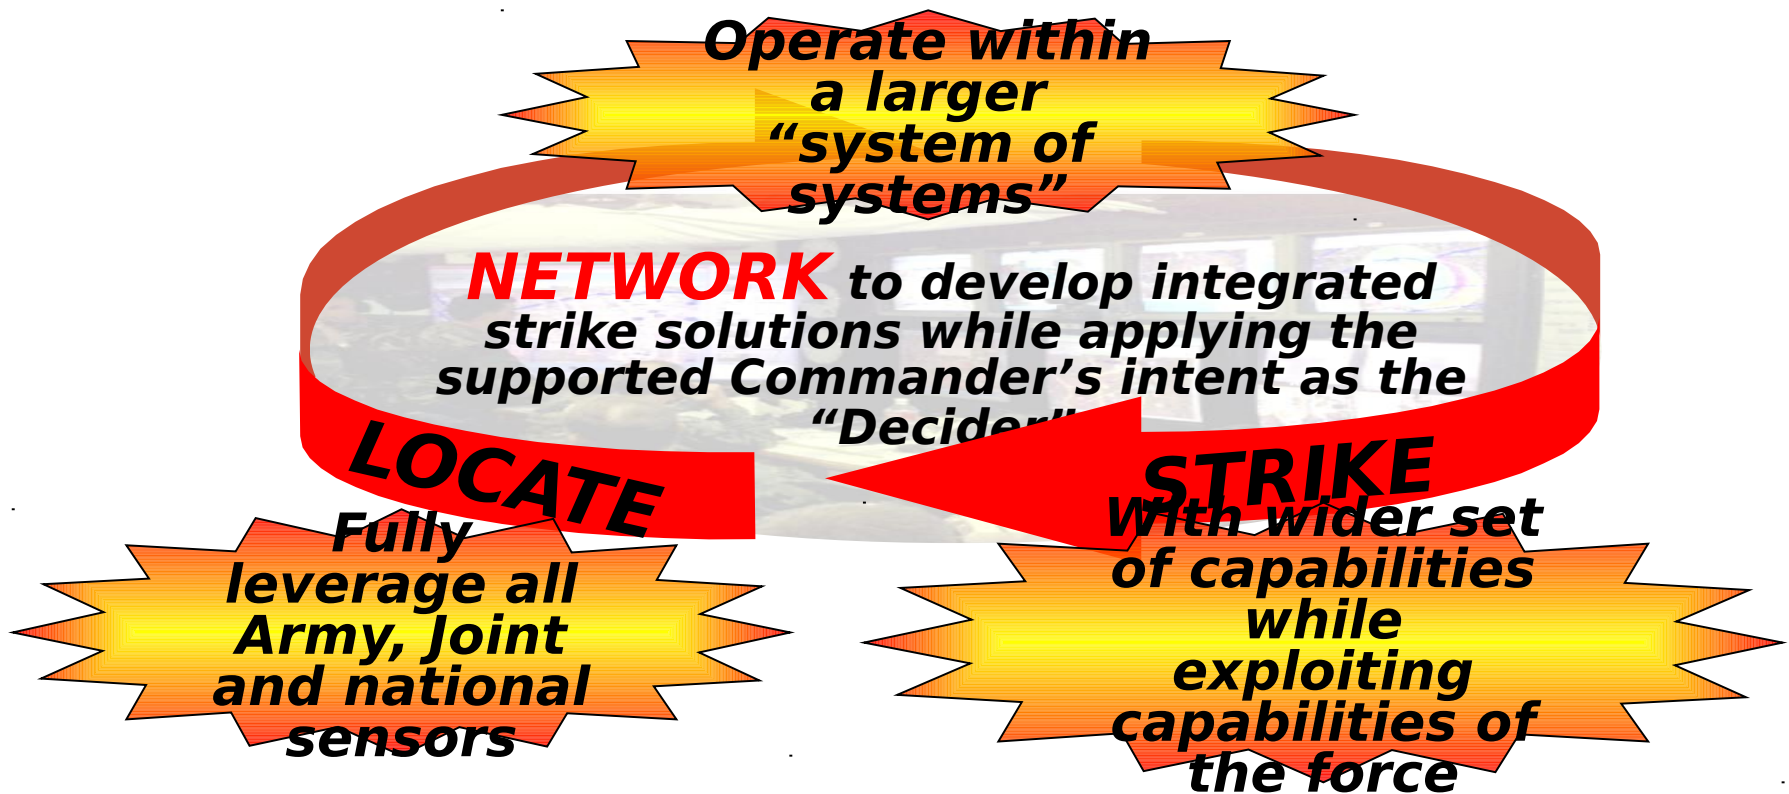 Operate within
a larger
“system of
systems”
NETWORK to develop integrated
strike solutions while applying the
supported Commander’s intent as the
“Decider”
LOCATE
STRIKE
Fully
leverage all
Army, Joint
and national
sensors
With wider set
of capabilities
while
exploiting
capabilities of
the force